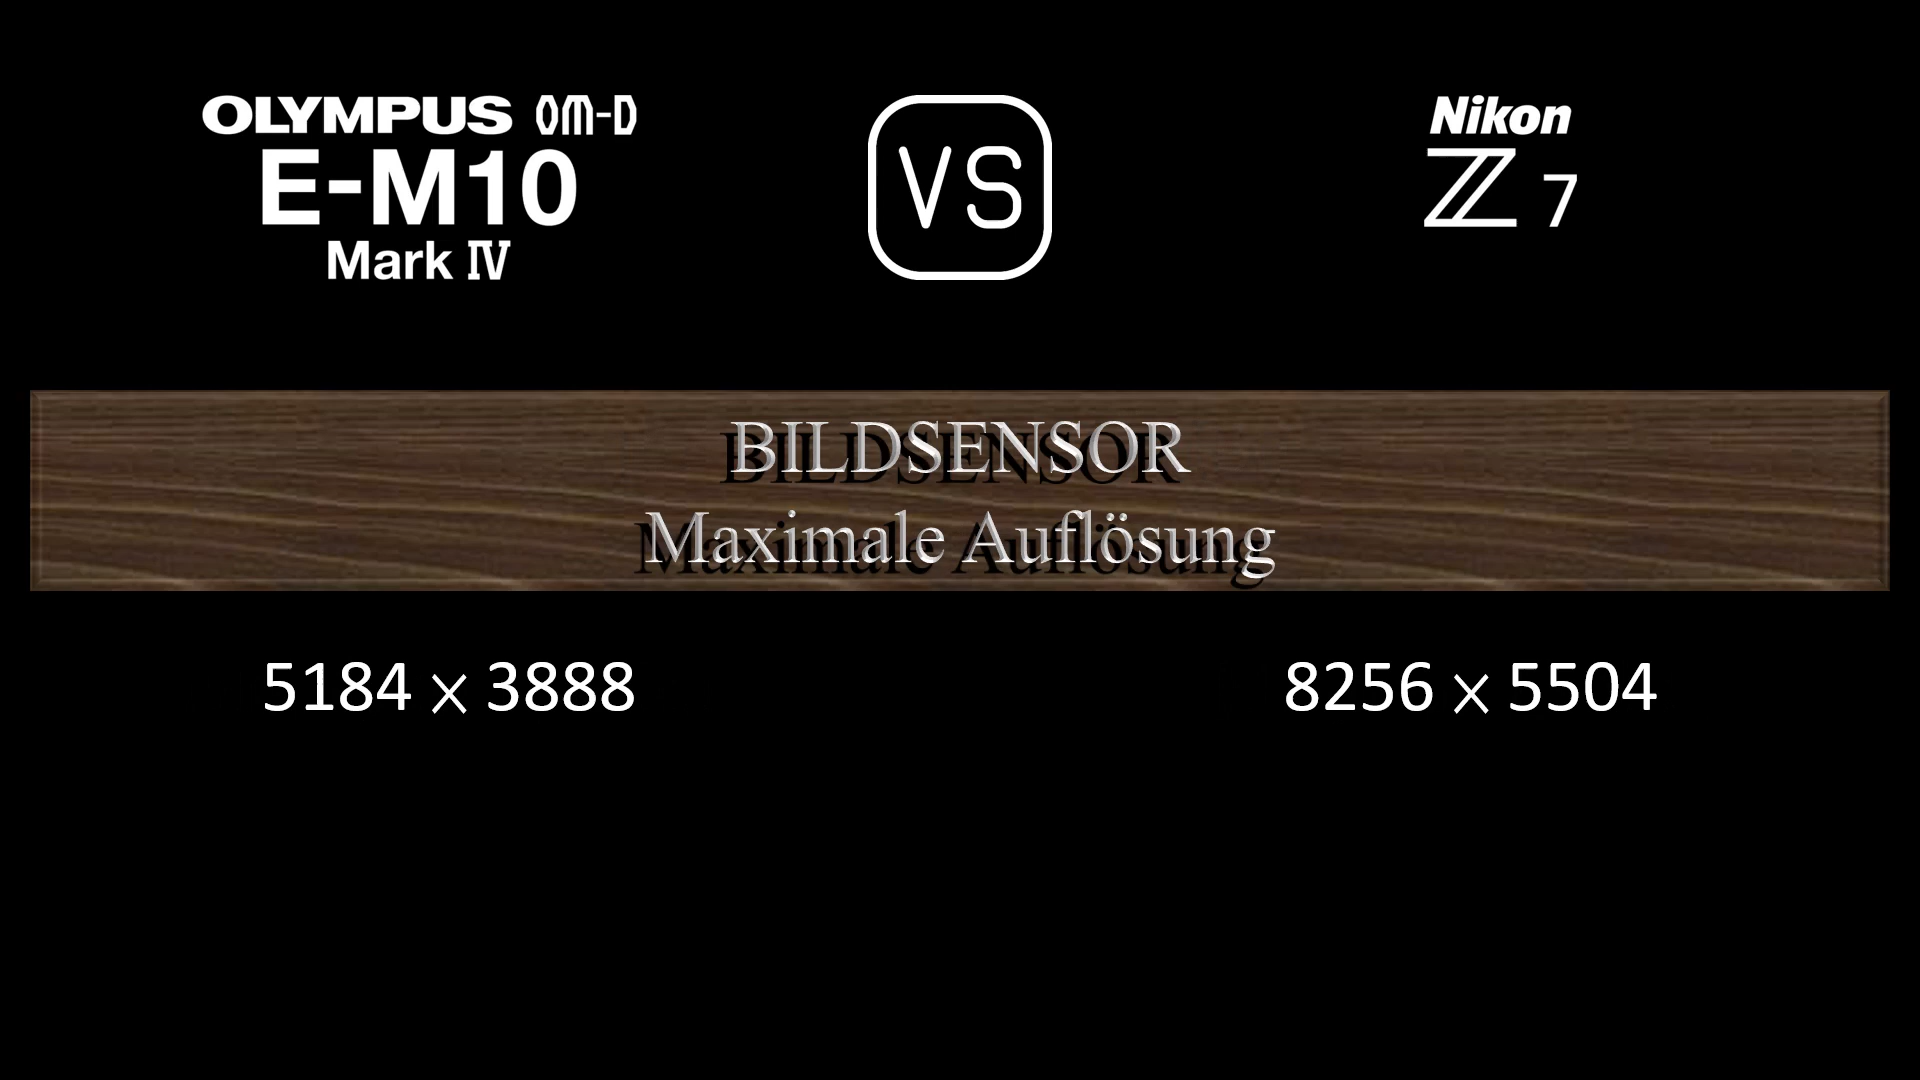 OLYMPUS OM-D
E-M10
Mark IV
VS
Nikon
Z 7
BILDSENSOR
Maximale Auflösung
5184 x 3888
8256 x 5504